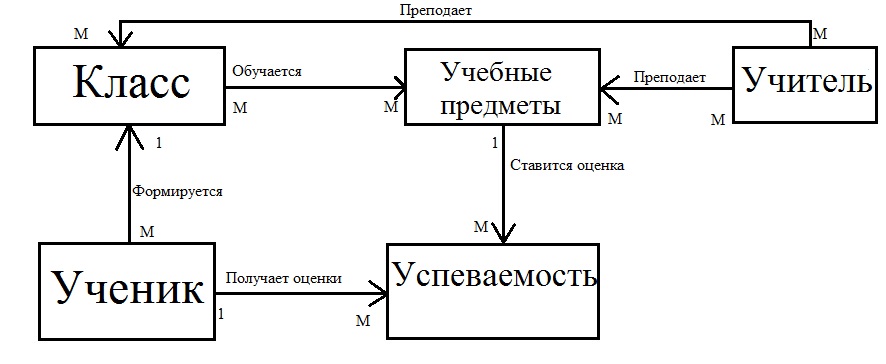 Преподает
М
М
Класс
Обучается
М
М
Учебные
предметы
Преподает
М
М
Учитель
1
1
Ставится оценка
Формируется
М
М
Ученик
Получает оценки
1
М
Успеваемость